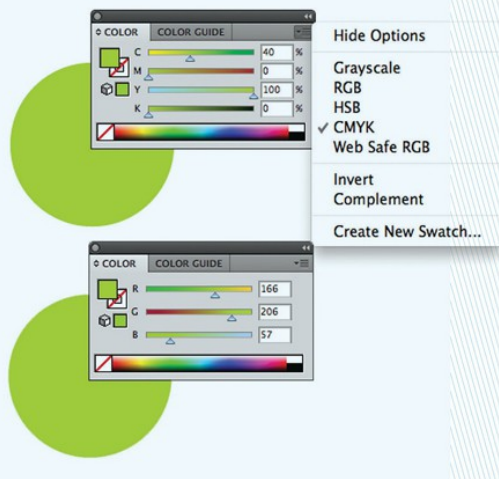 COLOR COLOR GUIDE
C 40 %
M 0 %
Y 100 %
K 0 %
Hide Options
Grayscale
RGB
HSB
CMYK
Web Safe RGB
Invert
Complement
Create New Swatch...
COLOR COLOR GUIDE
R 166
G 206
B 57